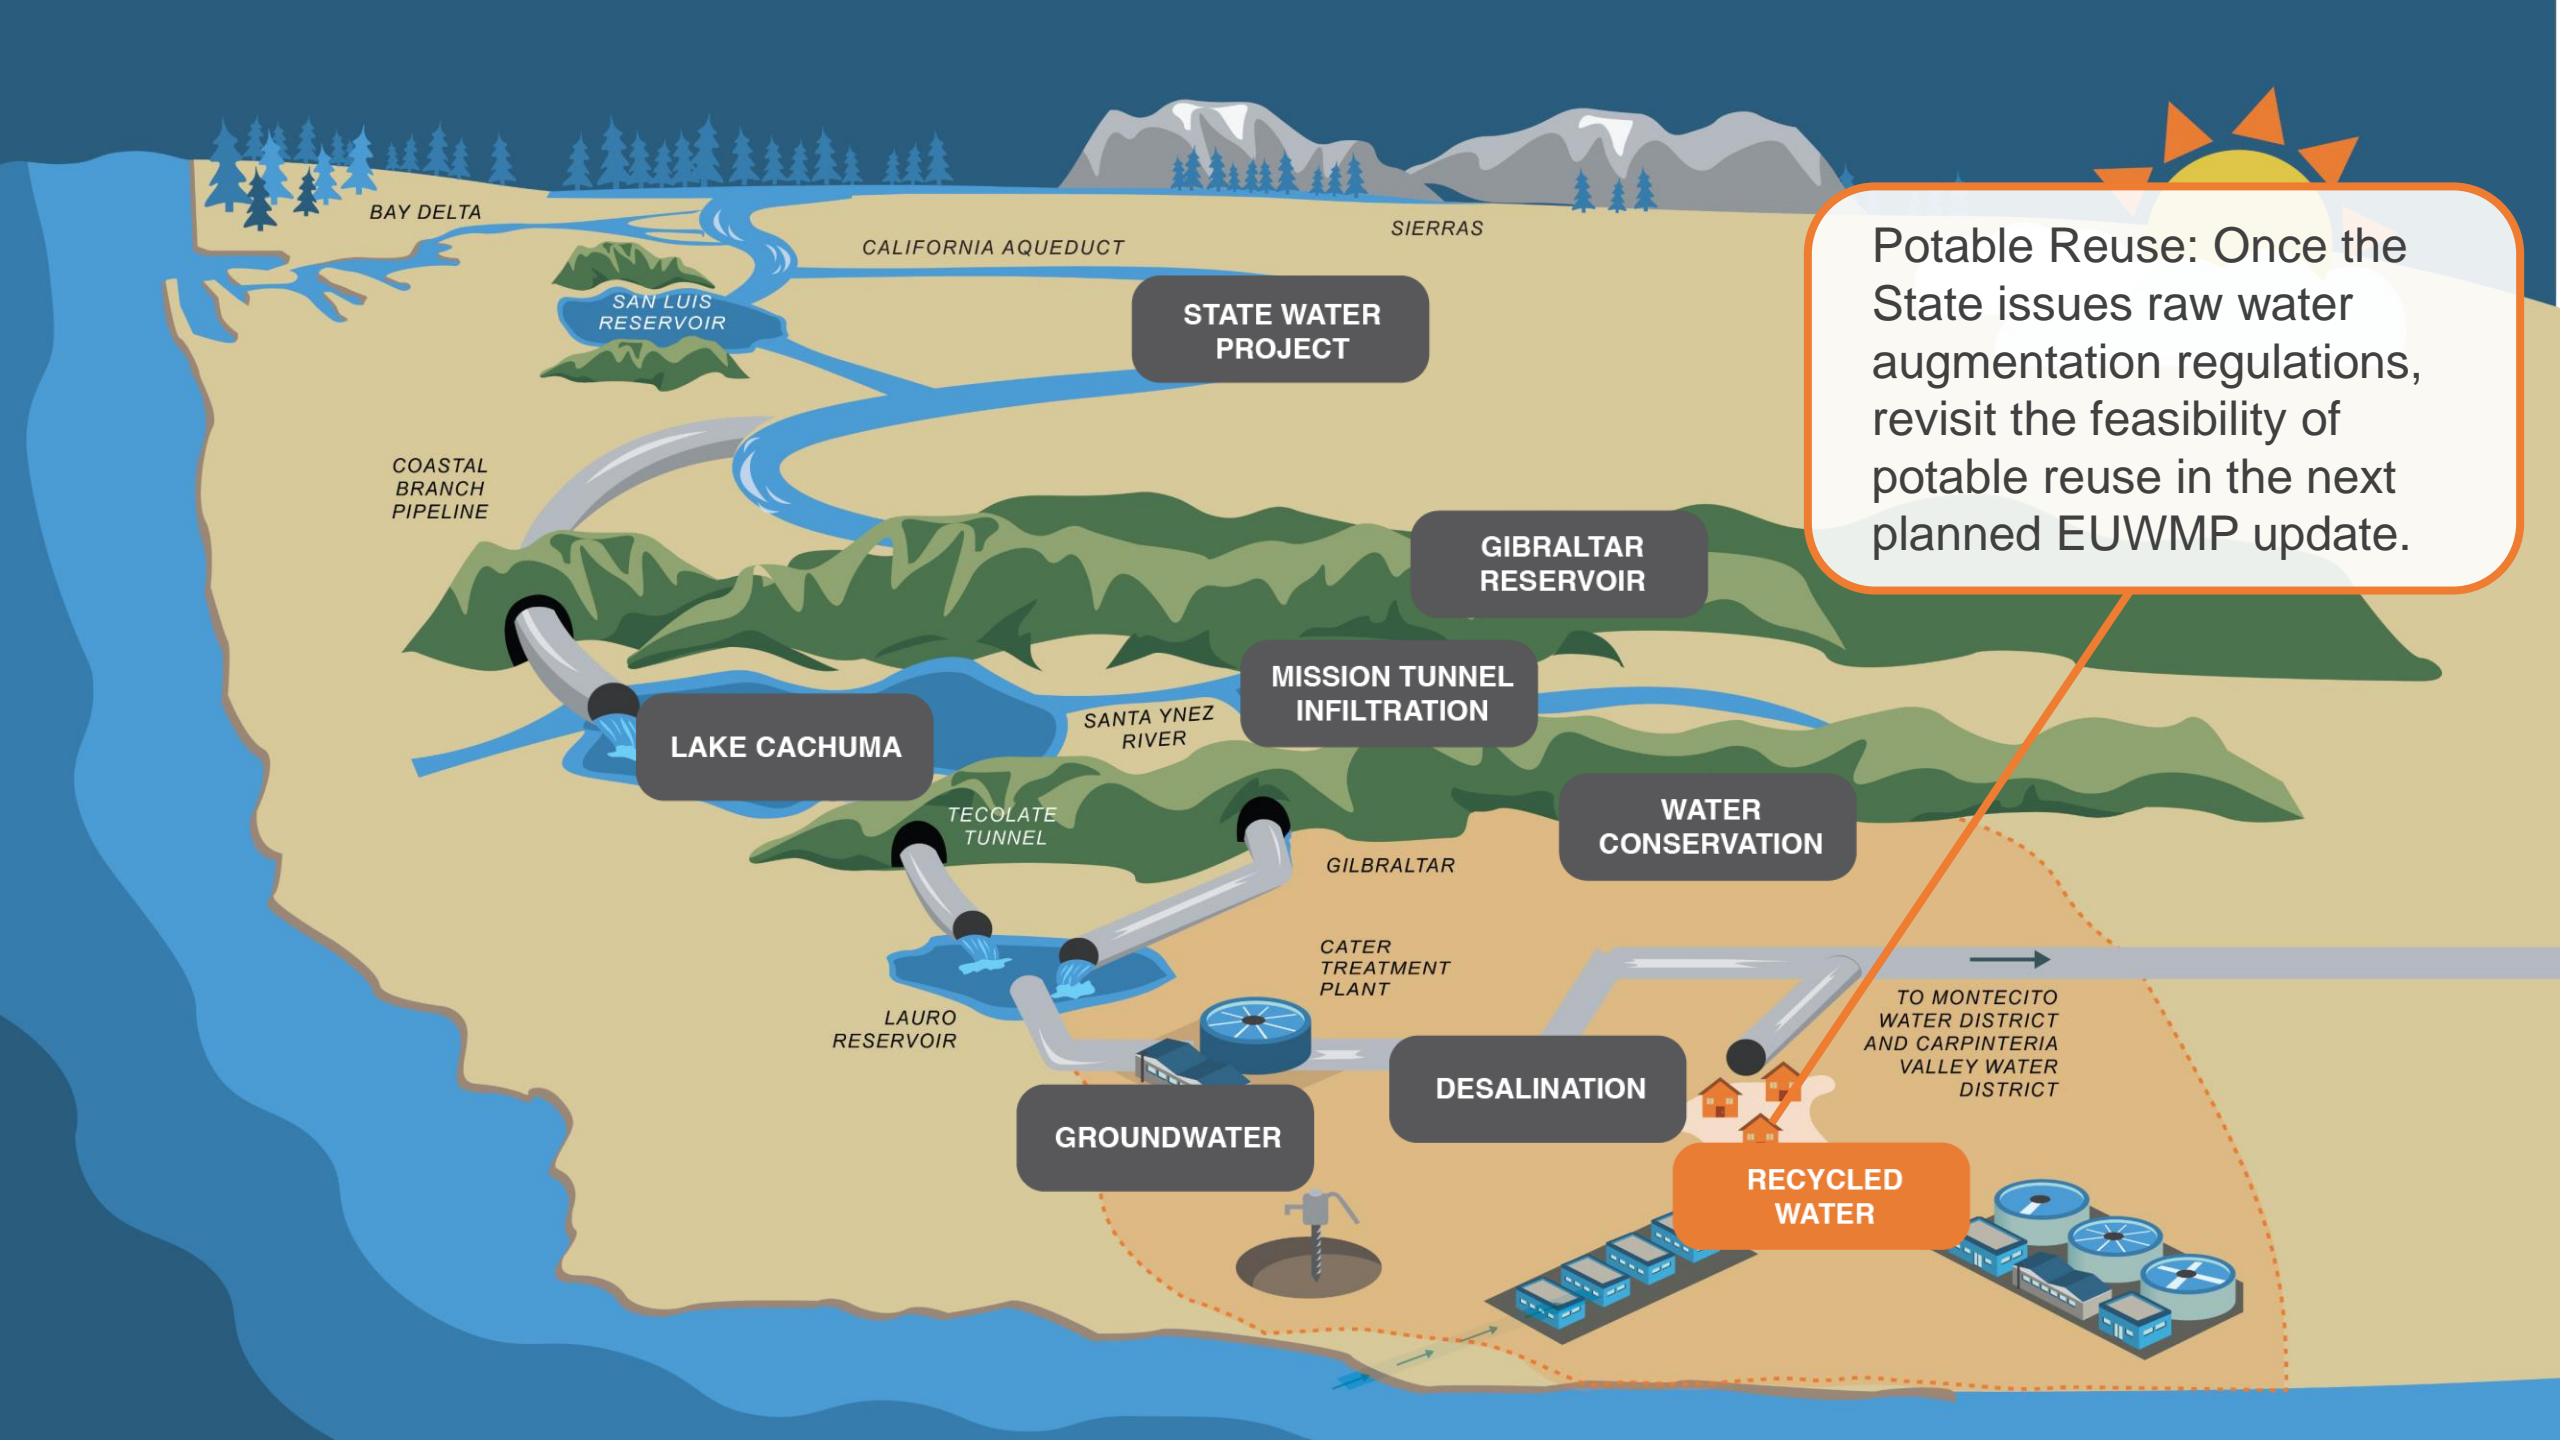 BAY DELTA
CALIFORNIA AQUEDUCT
SIERRAS
SAN LUIS
RESERVOIR
STATE WATER
PROJECT
Potable Reuse: Once the
State issues raw water
augmentation regulations,
revisit the feasibility of
potable reuse in the next
planned EUWMP update.
COASTAL
BRANCH
PIPELINE
GIBRALTAR
RESERVOIR
MISSION TUNNEL
INFILTRATION
LAKE CACHUMA
SANTA YNEZ
RIVER
TECOLATE
TUNNEL
WATER
CONSERVATION
GILBRALTAR
CATER
TREATMENT
PLANT
LAURO
RESERVOIR
TO MONTECITO
WATER DISTRICT
AND CARPINTERIA
VALLEY WATER
DISTRICT
DESALINATION
GROUNDWATER
RECYCLED
WATER